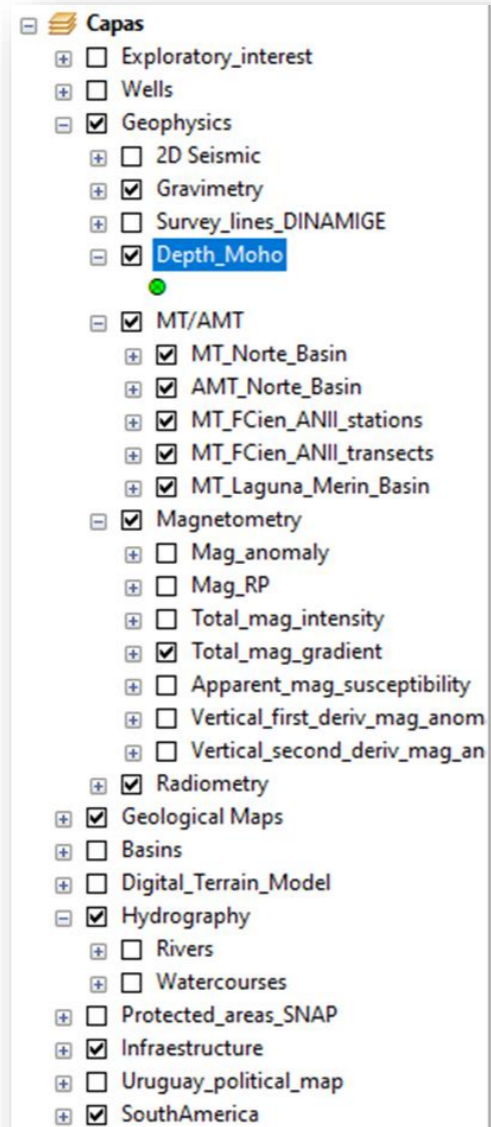 Capas
Exploratory_interest
Wells
Geophysics
2D Seismic
Gravimetry
Survey_lines_DINAMIGE
Depth_Moho
MT/AMT
MT_Norte_Basin
AMT_Norte_Basin
MT_FCien_ANII_stations
MT_FCien_ANII_transects
MT_Laguna_Merin_Basin
Magnetometry
Mag_anomaly
Mag_RP
Total_mag_intensity
Total_mag_gradient
Apparent_mag_susceptibility
Vertical_first_deriv_mag_anom
Vertical_second_deriv_mag_an
Radiometry
Geological Maps
Basins
Digital_Terrain_Model
Hydrography
Rivers
Watercourses
Protected_areas_SNAP
Infraestructure
Uruguay_political_map
SouthAmerica